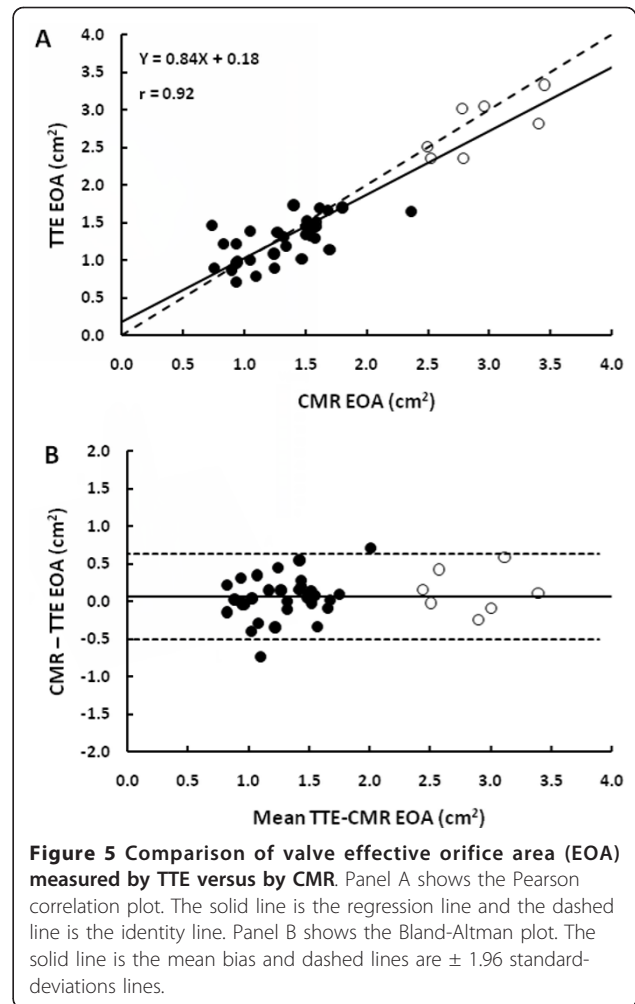 A
Y = 0.84X + 0.18
r = 0.92
TTE EOA (cm²)
4.0
3.5
3.0
2.5
2.0
1.5
1.0
0.5
0.0
0.0 0.5 1.0 1.5 2.0 2.5 3.0 3.5 4.0
CMR EOA (cm²)
B
CMR – TTE EOA (cm²)
2.0
1.5
1.0
0.5
0.0
-0.5
-1.0
-1.5
-2.0
0.0 0.5 1.0 1.5 2.0 2.5 3.0 3.5 4.0
Mean TTE-CMR EOA (cm²)
Figure 5 Comparison of valve effective orifice area (EOA)
measured by TTE versus by CMR. Panel A shows the Pearson
correlation plot. The solid line is the regression line and the dashed
line is the identity line. Panel B shows the Bland-Altman plot. The
solid line is the mean bias and dashed lines are ± 1.96 standard-
deviations lines.